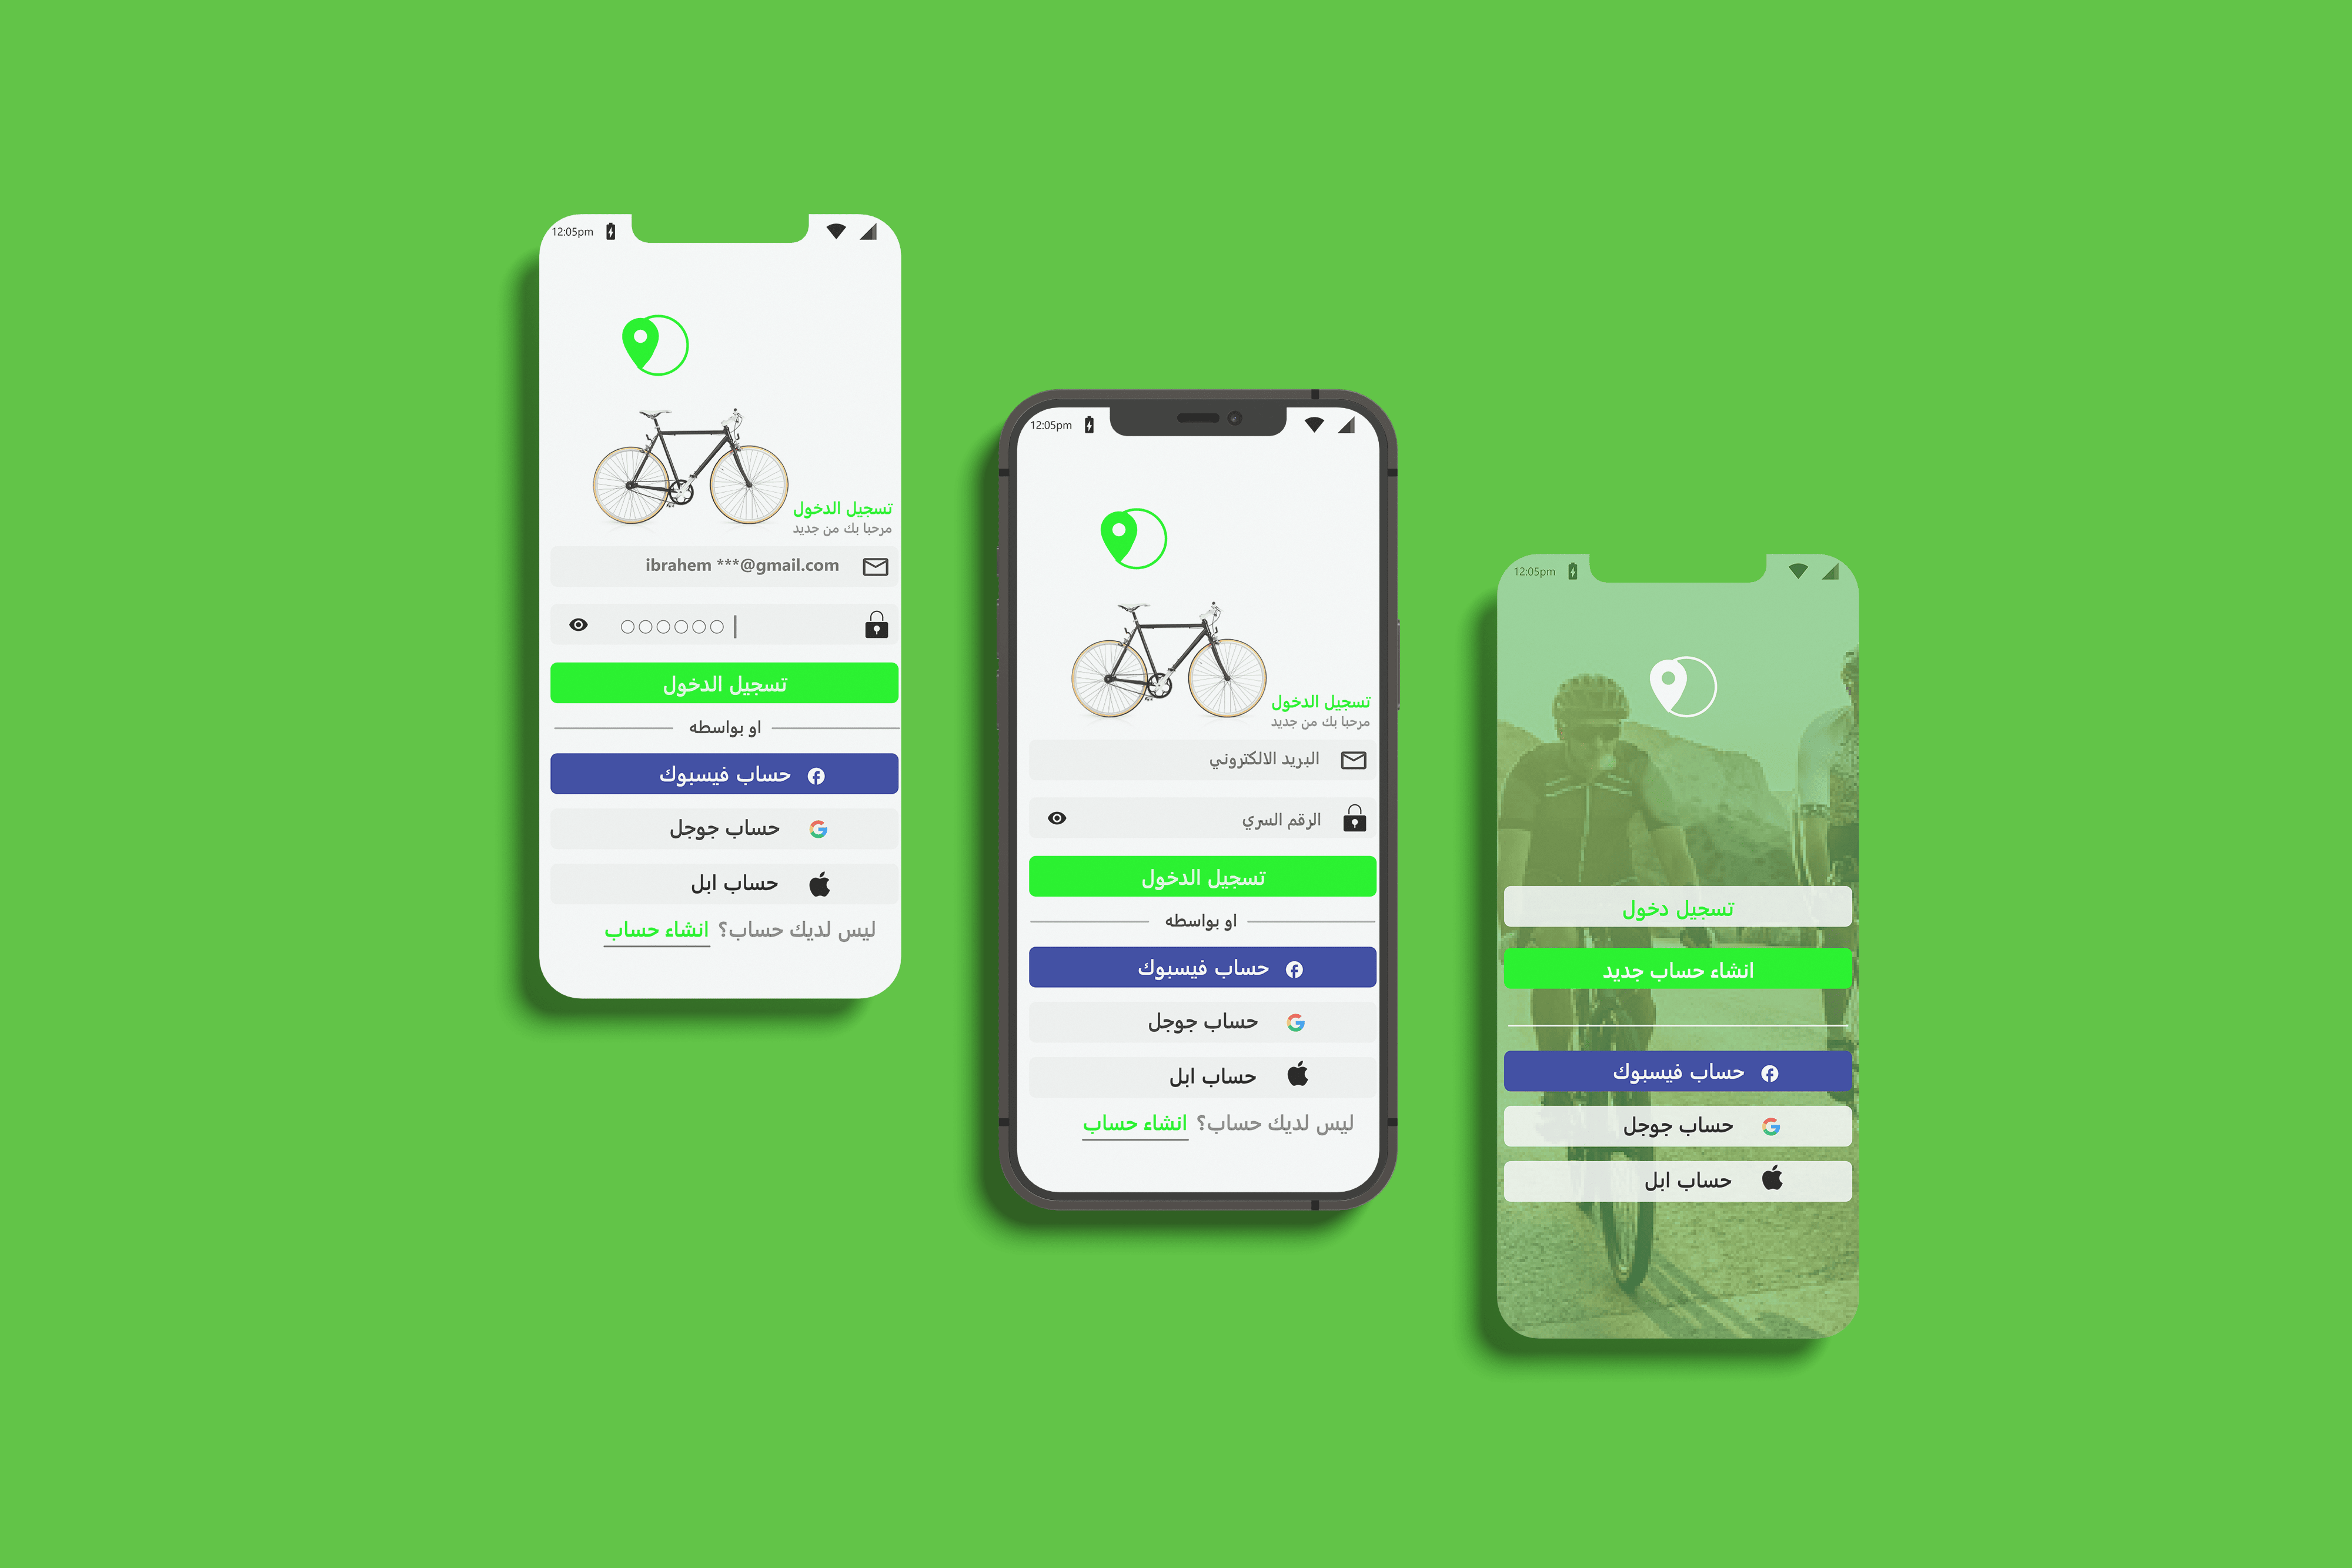 12:05pm
تسجيل الدخول
مرحبا بك من جديد
ibrahem ***@gmail.com
تسجيل الدخول
او بواسطه
حساب فيسبوك
حساب جوجل
حساب ابل
ليس لديك حساب؟ انشاء حساب
12:05pm
تسجيل الدخول
مرحبا بك من جديد
البريد الالكتروني
الرقم السري
تسجيل الدخول
او بواسطه
حساب فيسبوك
حساب جوجل
حساب ابل
ليس لديك حساب؟ انشاء حساب
12:05pm
تسجيل دخول
انشاء حساب جديد
حساب فيسبوك
حساب جوجل
حساب ابل